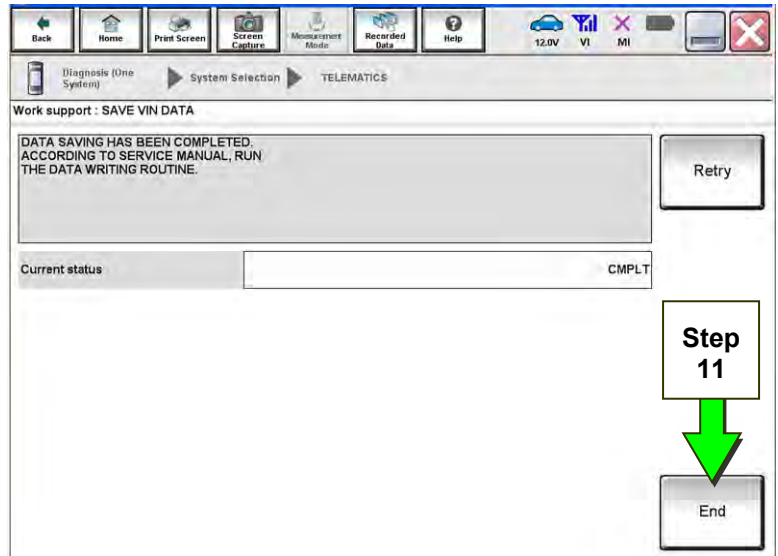 Back
Home
Print Screen
Screen
Capture
Measurement
Mode
Recorded
Data
Help
12.0V
VI
MI
Diagnosis (One
System)
System Selection
TELEMATICS
Work support : SAVE VIN DATA
DATA SAVING HAS BEEN COMPLETED.
ACCORDING TO SERVICE MANUAL, RUN
THE DATA WRITING ROUTINE.
Retry
Current status
CMPLT
Step
11
End